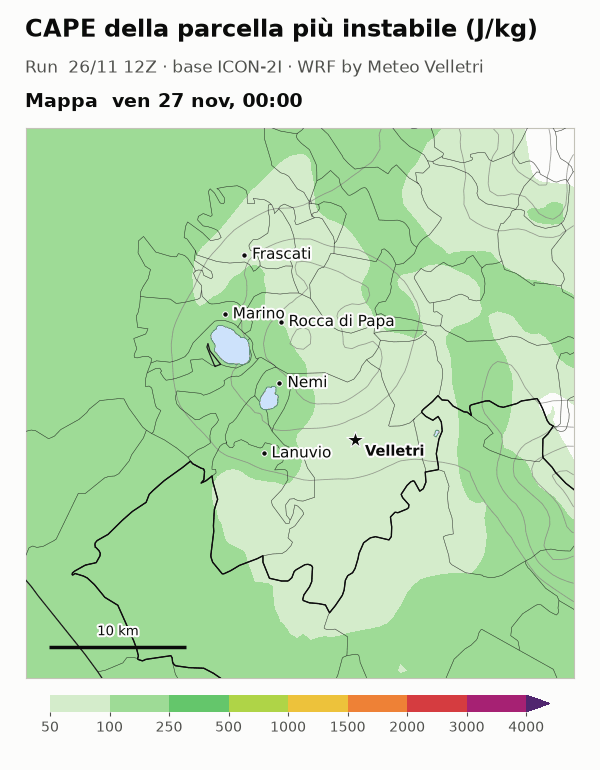 CAPE della parcella più instabile (J/kg)
Run  26/11 12Z · base ICON-2I · WRF by Meteo Velletri
Mappa  ven 27 nov, 00:00
Frascati
Marino
Rocca di Papa
Nemi
Velletri
Lanuvio
10 km
50 100 250 500 1000 1500 2000 3000 4000